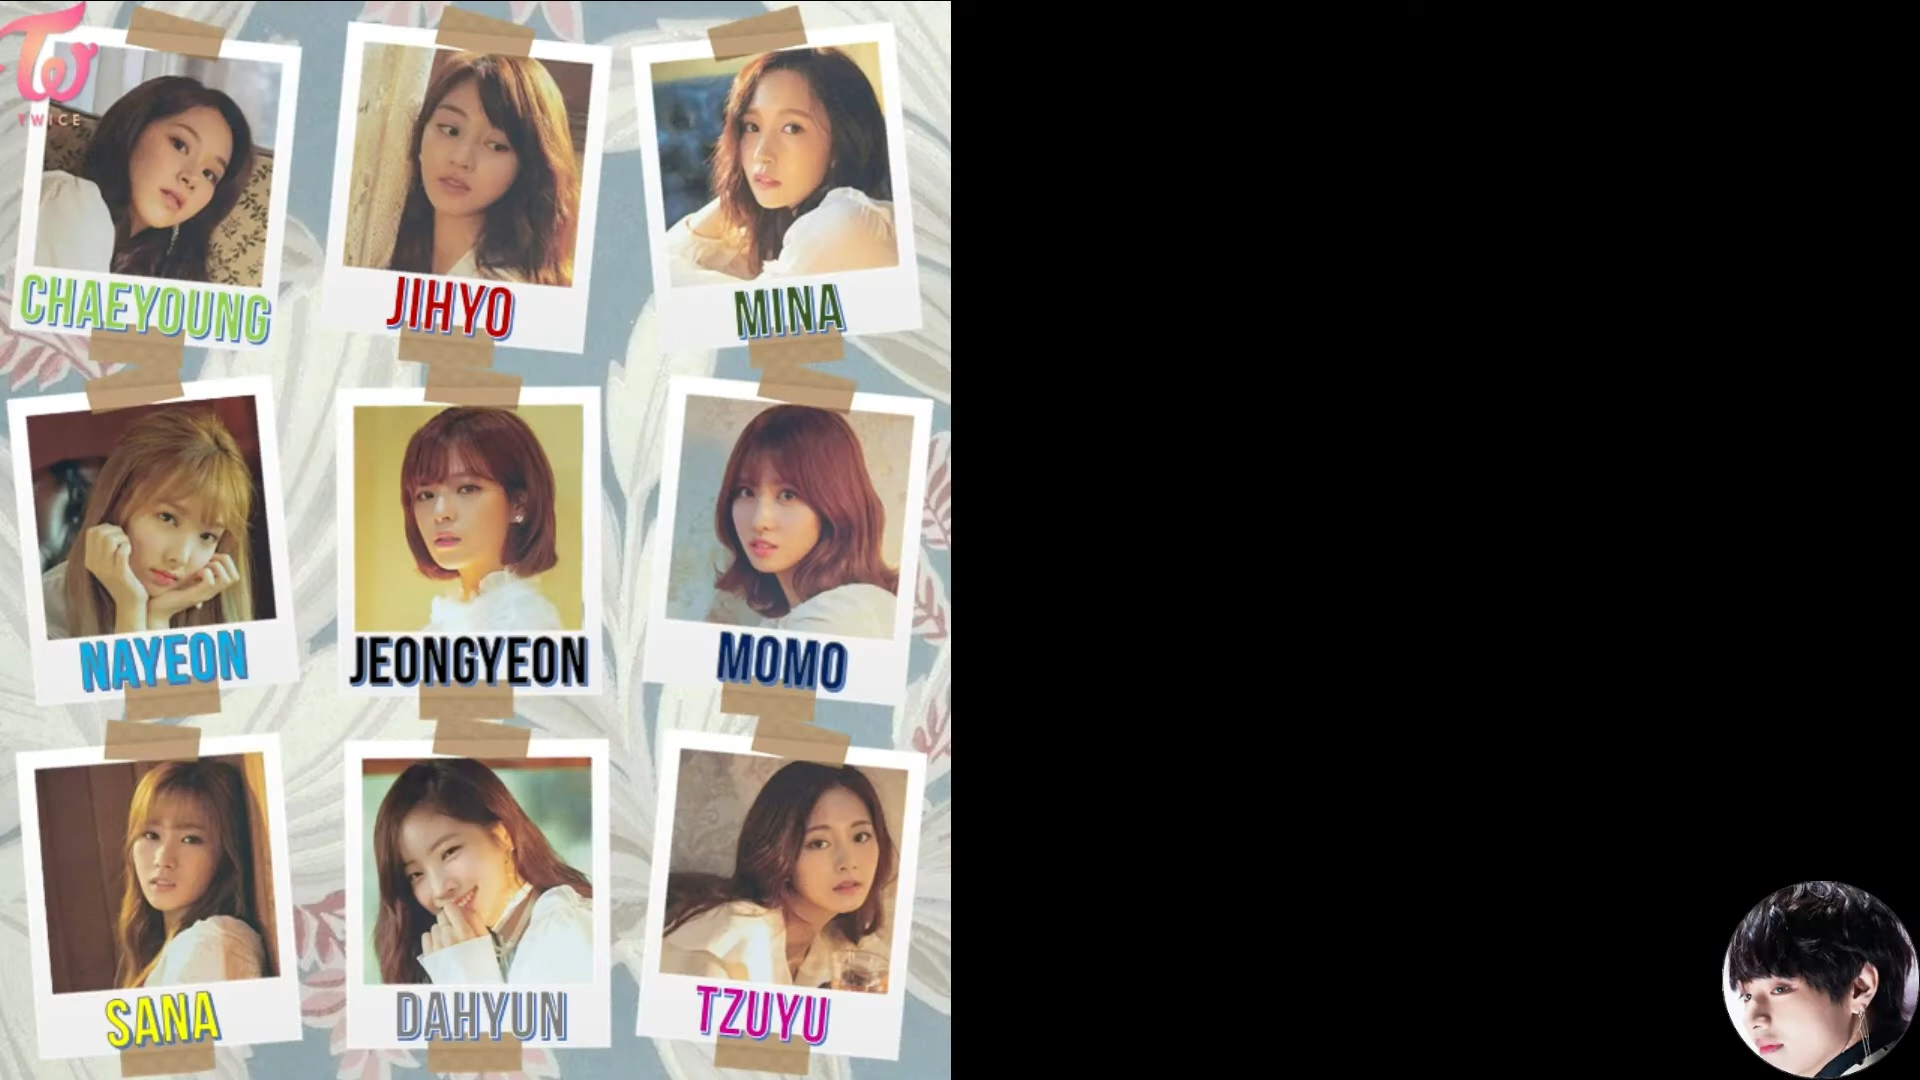 TWICE
CHAEYOUNG
JIHYO
MINA
NAYEON
JEONGYEON
MOMO
SANA
DAHYUN
TZUYU